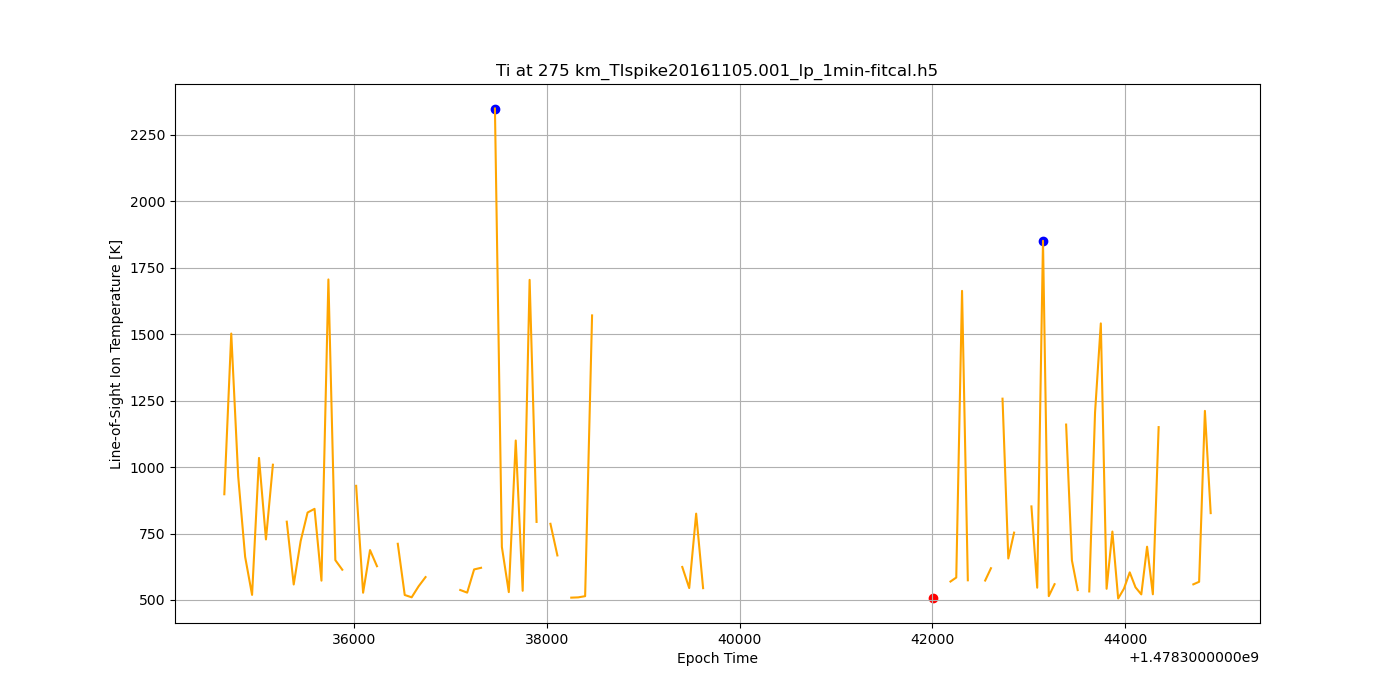 Ti at 275 km_TIspike20161105.001_lp_1min-fitcal.h5
Line-of-Sight Ion Temperature [K]
2250
2000
1750
1500
1250
1000
750
500
36000 38000 40000 42000 44000
Epoch Time
+1.4783000000e9